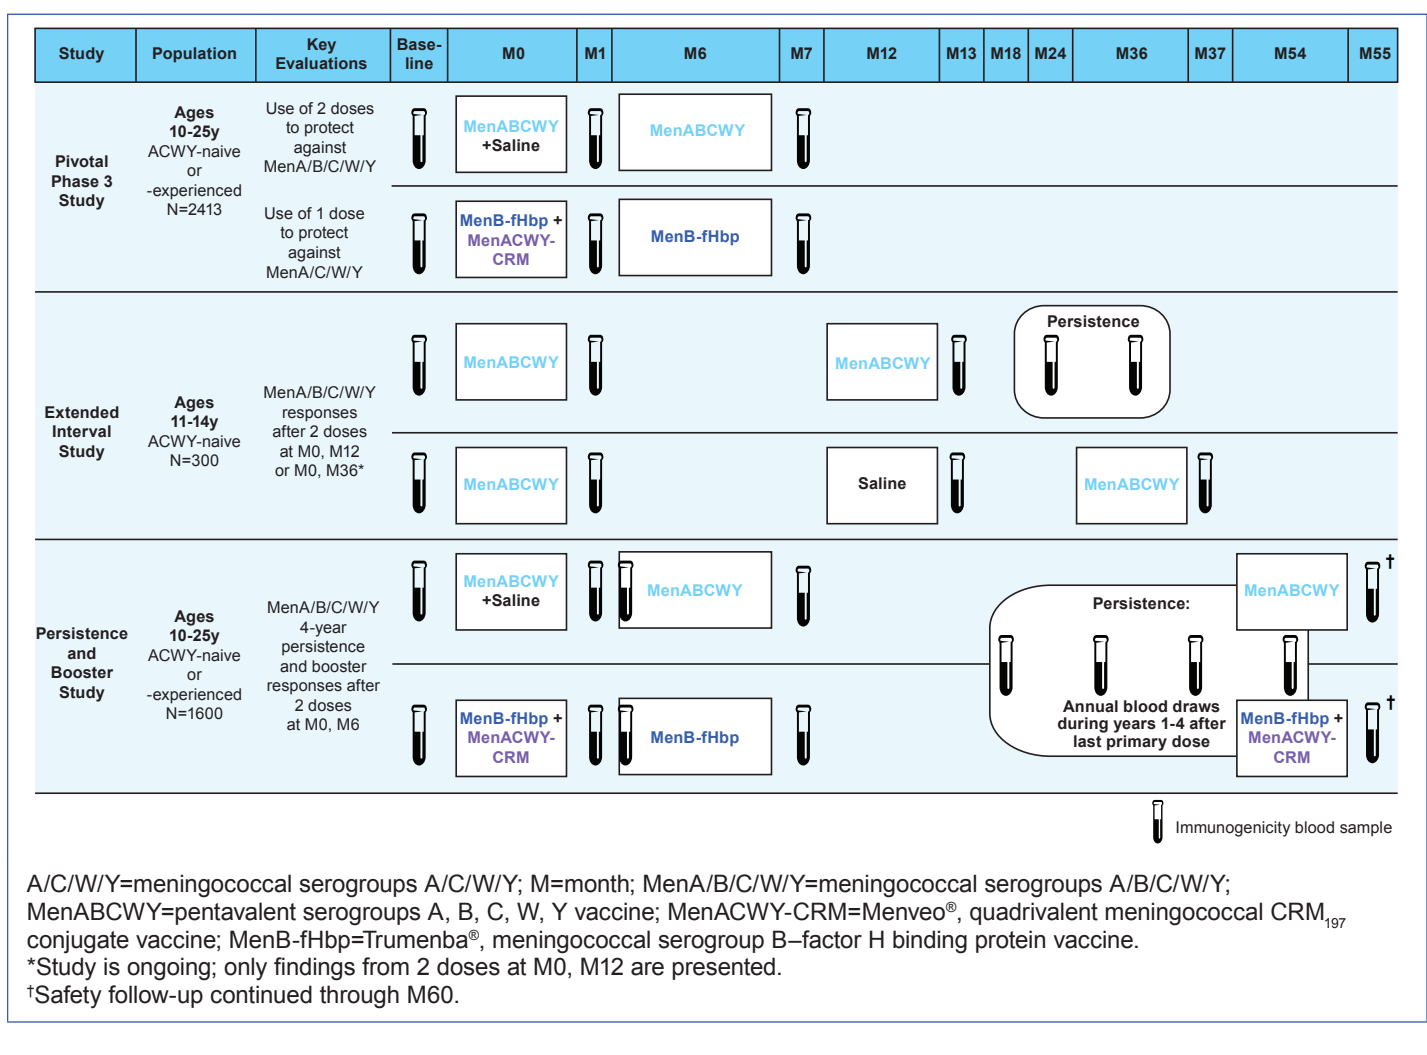 Study Population Key Evaluations Base-line M0 M1 M6 M7 M12 M13 M18 M24 M36 M37 M54 M55
Pivotal
Phase 3
Study
Ages
10-25y
ACWY-naive
or
-experienced
N=2413
Use of 2 doses
to protect
against
MenA/B/C/W/Y
MenABCWY
+Saline
MenABCWY
Use of 1 dose
to protect
against
MenA/C/W/Y
MenB-fHbp +
MenACWY-
CRM
MenB-fHbp
Extended
Interval
Study
Ages
11-14y
ACWY-naive
N=300
MenA/B/C/W/Y
responses
after 2 doses
at M0, M12
or M0, M36*
MenABCWY
MenABCWY
Persistence
MenABCWY
Saline
MenABCWY
Persistence
and
Booster
Study
Ages
10-25y
ACWY-naive
or
-experienced
N=1600
MenA/B/C/W/Y
4-year
persistence
and booster
responses after
2 doses
at M0, M6
MenABCWY
+Saline
MenABCWY
Persistence:
MenABCWY
†
MenB-fHbp +
MenACWY-
CRM
MenB-fHbp
Annual blood draws
during years 1-4 after
last primary dose
MenB-fHbp +
MenACWY-
CRM
†
Immunogenicity blood sample
A/C/W/Y=meningococcal serogroups A/C/W/Y; M=month; MenA/B/C/W/Y=meningococcal serogroups A/B/C/W/Y;
MenABCWY=pentavalent serogroups A, B, C, W, Y vaccine; MenACWY-CRM=Menveo®, quadrivalent meningococcal CRM197
conjugate vaccine; MenB-fHbp=Trumenba®, meningococcal serogroup B–factor H binding protein vaccine.
*Study is ongoing; only findings from 2 doses at M0, M12 are presented.
†Safety follow-up continued through M60.